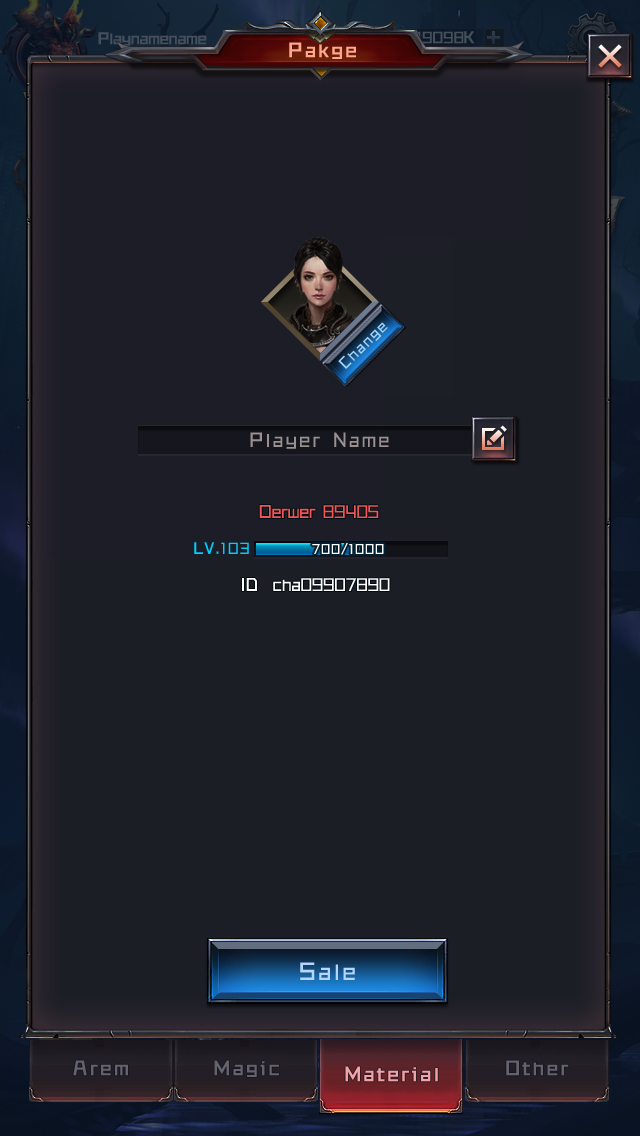 Playnamename
9098K
Pakge
Change
Player Name
Derwer 89405
LV.103 700/1000
ID cha09907890
Sale
Arem Magic Material Other